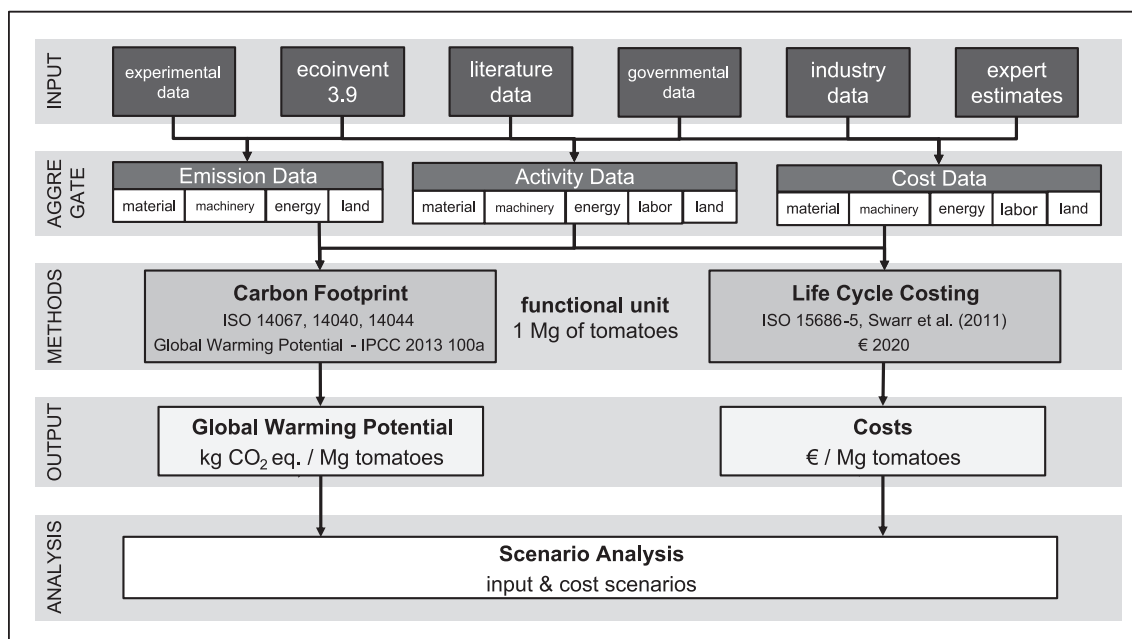 INPUT
experimental
data
ecoinvent
3.9
literature
data
governmental
data
industry
data
expert
estimates
AGGRE
GATE
Emission Data
material machinery energy land
Activity Data
material machinery energy labor land
Cost Data
material machinery energy labor land
METHODS
Carbon Footprint
ISO 14067, 14040, 14044
Global Warming Potential - IPCC 2013 100a
functional unit
1 Mg of tomatoes
Life Cycle Costing
ISO 15686-5, Swarr et al. (2011)
€ 2020
OUTPUT
Global Warming Potential
kg CO₂ eq. / Mg tomatoes
Costs
€ / Mg tomatoes
ANALYSIS
Scenario Analysis
input & cost scenarios